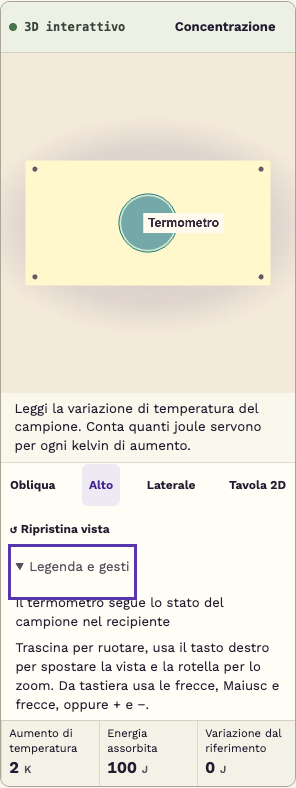 3D interattivo
Concentrazione
Termometro
Leggi la variazione di temperatura del
campione. Conta quanti joule servono
per ogni kelvin di aumento.
Obliqua
Alto
Laterale
Tavola 2D
↺ Ripristina vista
▼ Legenda e gesti
Il termometro segue lo stato del
campione nel recipiente
Trascina per ruotare, usa il tasto destro
per spostare la vista e la rotella per lo
zoom. Da tastiera usa le frecce, Maiusc e
frecce, oppure + e −.
Aumento di
temperatura
2 K
Energia
assorbita
100 J
Variazione dal
riferimento
0 J